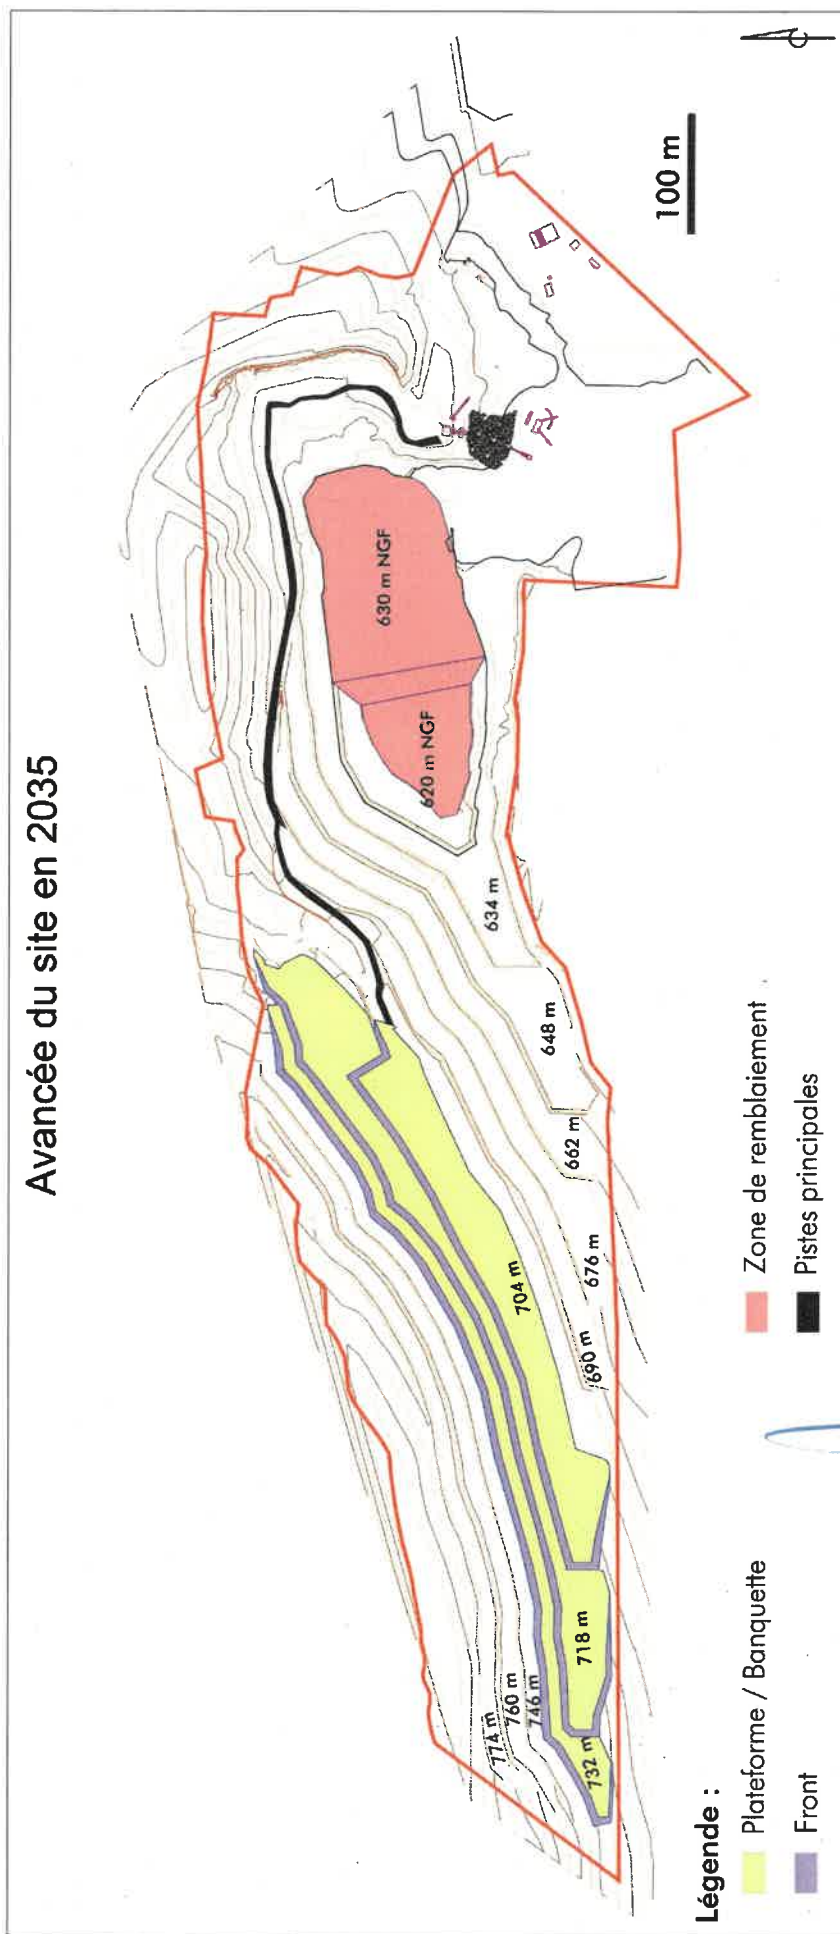 Avancée du site en 2035
100 m
630 m NGF
620 m NGF
634 m
648 m
662 m
676 m
690 m
704 m
718 m
732 m
746 m
760 m
774 m
Légende :
Plateforme / Banquette
Zone de remblaiement
Front
Pistes principales